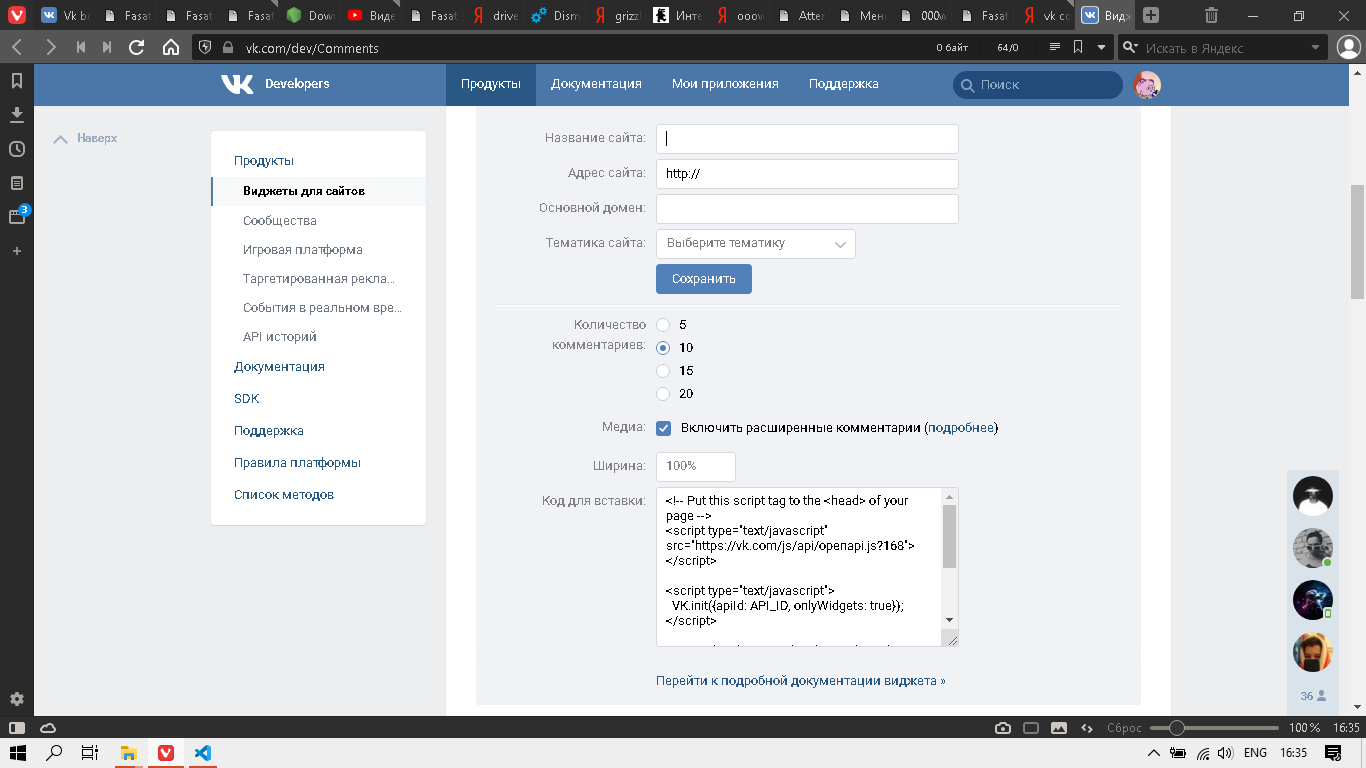 Vk b
Fasat
Fasat
Fasat
Dow
Виде
Fasat
drive
Dism
grizz
Инте
ooov
Atter
Мен
000w
Fasat
vk co
Видж
vk.com/dev/Comments
0 байт
64/0
Искать в Яндекс
Developers
Продукты
Документация
Мои приложения
Поддержка
Поиск
Наверх
3
Продукты
Виджеты для сайтов
Сообщества
Игровая платформа
Таргетированная рекла...
События в реальном вре...
API историй
Документация
SDK
Поддержка
Правила платформы
Список методов
Название сайта:
Адрес сайта:
http://
Основной домен:
Тематика сайта:
Выберите тематику
Сохранить
Количество
комментариев:
5
10
15
20
Медиа:
Включить расширенные комментарии (подробнее)
Ширина:
100%
Код для вставки:
<!-- Put this script tag to the <head> of your
page -->
<script type="text/javascript"
src="https://vk.com/js/api/openapi.js?168">
</script>
<script type="text/javascript">
VK.init({apiId: API_ID, onlyWidgets: true});
</script>
Перейти к подробной документации виджета »
36
Сброс
100 %
16:35
ENG
16:35